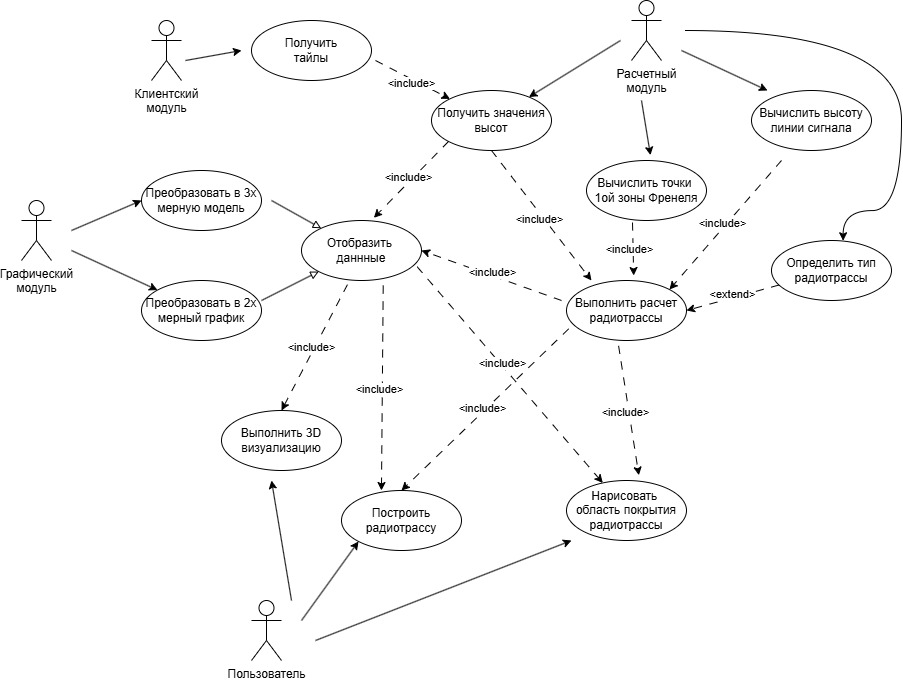 Получить
тайлы
Клиентский
модуль
<include>
Расчетный
модуль
Получить значения
высот
Вычислить высоту
линии сигнала
<include>
Преобразовать в 3х
мерную модель
Вычислить точки
1ой зоны Френеля
<include>
<include>
Графический
модуль
Отобразить
данные
<include>
<include>
Определить тип
радиотрассы
Преобразовать в 2х
мерный график
Выполнить расчет
радиотрассы
<extend>
<include>
<include>
<include>
<include>
<include>
Выполнить 3D
визуализацию
Построить
радиотрассу
Нарисовать
область покрытия
радиотрассы
Пользователь